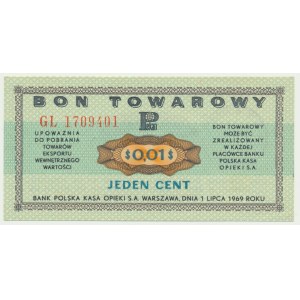 BON TOWAROWY
GL 1709401
PeKaO
UPOWAŻNIA
DO POBRANIA
TOWARÓW
EKSPORTU
WEWNĘTRZNEGO
WARTOŚCI
$0,01$
BON TOWAROWY
MOŻE BYĆ
ZREALIZOWANY
W KAŻDEJ
PLACÓWCE BANKU
POLSKA KASA
OPIEKI S.A.
JEDEN CENT
BANK POLSKA KASA OPIEKI S.A. WARSZAWA, DNIA 1 LIPCA 1969 ROKU